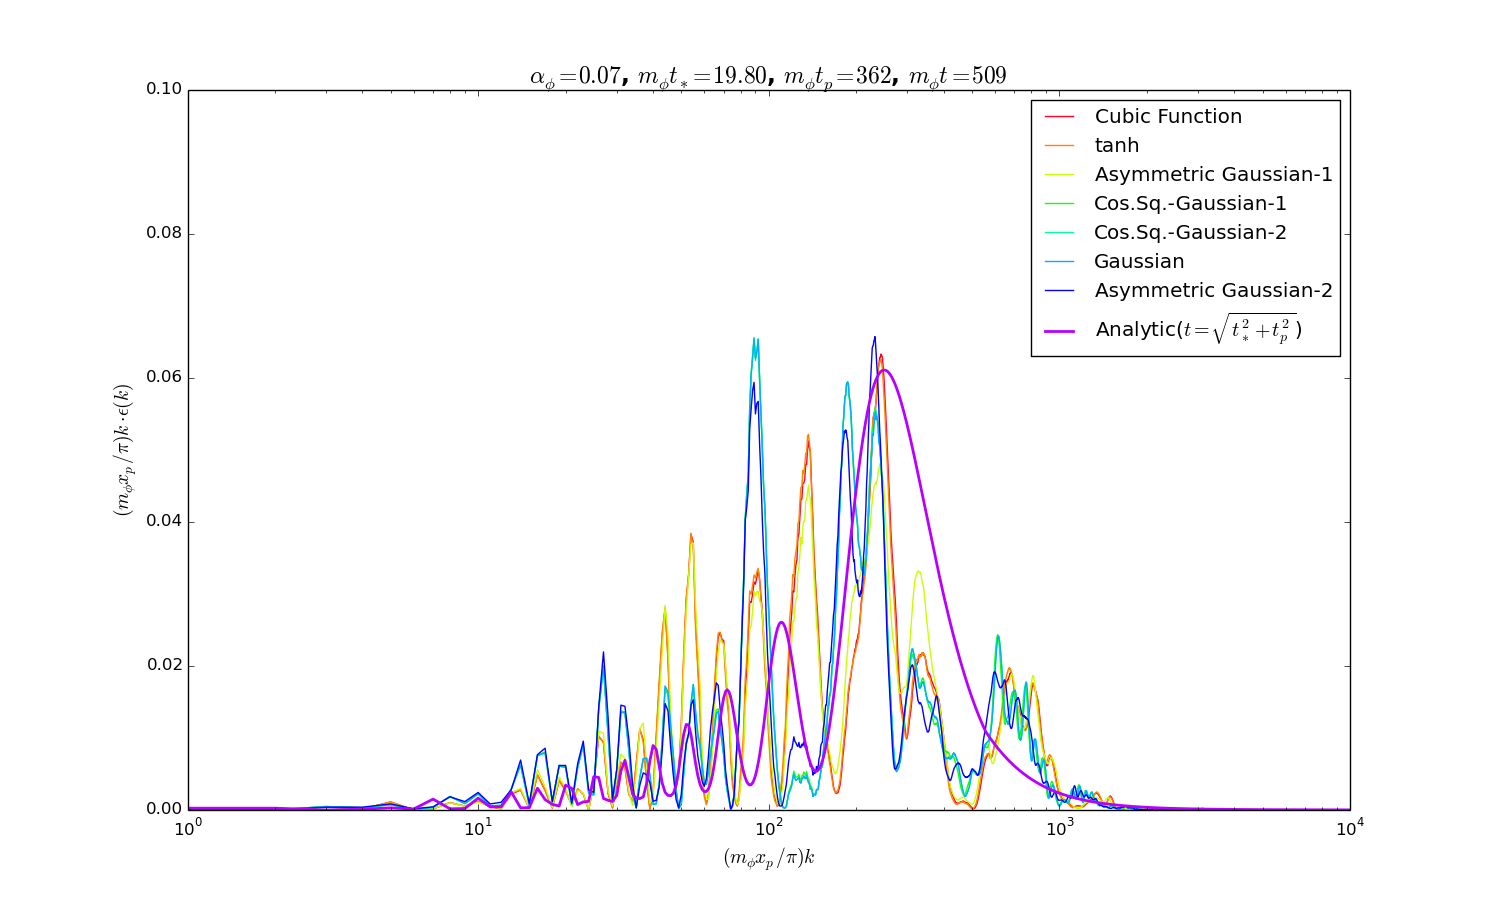 α_ϕ=0.07, m_ϕt_*=19.80, m_ϕt_p=362, m_ϕt=509
0.10
0.08
0.06
0.04
0.02
0.00
(m_ϕx_p/π)k·ϵ(k)
Cubic Function
tanh
Asymmetric Gaussian-1
Cos.Sq.-Gaussian-1
Cos.Sq.-Gaussian-2
Gaussian
Asymmetric Gaussian-2
Analytic(t=√(t_*^2+t_p^2))
10^0 10^1 10^2 10^3 10^4
(m_ϕx_p/π)k